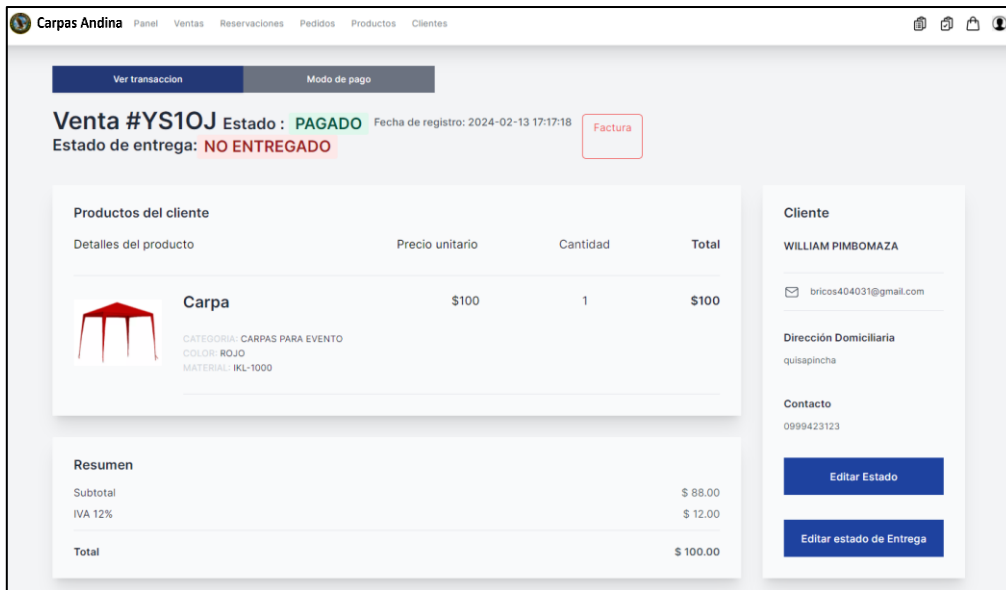 Carpas Andina Panel Ventas Reservaciones Pedidos Productos Clientes
Ver transaccion Modo de pago
Venta #YS1OJ Estado : PAGADO Fecha de registro: 2024-02-13 17:17:18 Factura
Estado de entrega: NO ENTREGADO
Productos del cliente
Detalles del producto Precio unitario Cantidad Total
Carpa $100 1 $100
CATEGORIA: CARPAS PARA EVENTO
COLOR: ROJO
MATERIAL: IKL-1000
Resumen
Subtotal $ 88.00
IVA 12% $ 12.00
Total $ 100.00
Cliente
WILLIAM PIMBOMAZA
bricos404031@gmail.com
Dirección Domiciliaria
quisapincha
Contacto
0999423123
Editar Estado
Editar estado de Entrega